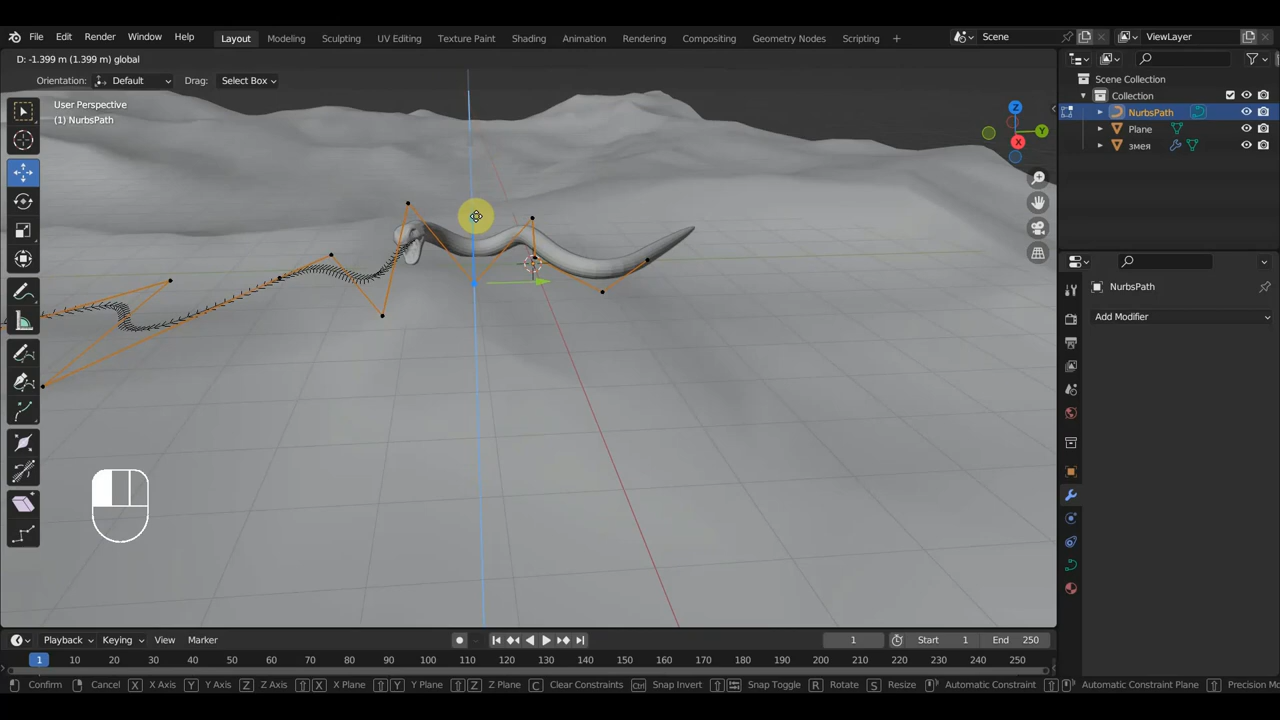 File Edit Render Window Help Layout Modeling Sculpting UV Editing Texture Paint Shading Animation Rendering Compositing Geometry Nodes Scripting + Scene ViewLayer
D: -1.399 m (1.399 m) global
Orientation: Default Drag: Select Box
User Perspective
(1) NurbsPath
Z
Y
X
Scene Collection
Collection
NurbsPath
Plane
змея
NurbsPath
Add Modifier
Playback Keying View Marker 1 Start 1 End 250
1 10 20 30 40 50 60 70 80 90 100 110 120 130 140 150 160 170 180 190 200 210 220 230 240 250
Confirm Cancel X X Axis Y Y Axis Z Z Axis X X Plane Y Y Plane Z Z Plane C Clear Constraints Ctrl Snap Invert Snap Toggle R Rotate S Resize Automatic Constraint Automatic Constraint Plane Precision Mo